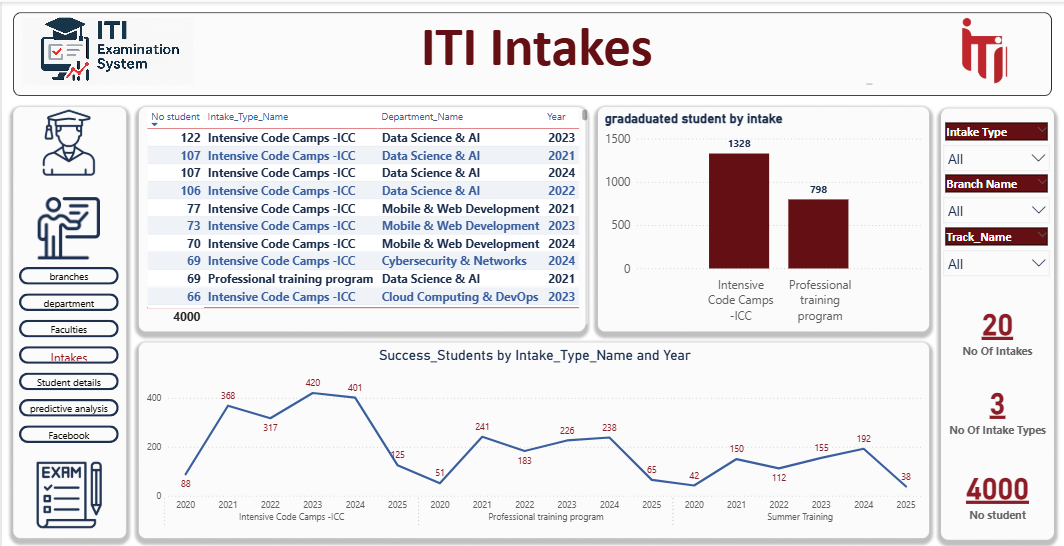 ITI
Examination
System
ITI Intakes
iti
branches
department
Faculties
Intakes
Student details
predictive analysis
Facebook
EXAM
No student Intake_Type_Name Department_Name Year
122 Intensive Code Camps -ICC Data Science & AI 2023
107 Intensive Code Camps -ICC Data Science & AI 2021
107 Intensive Code Camps -ICC Data Science & AI 2024
106 Intensive Code Camps -ICC Data Science & AI 2022
77 Intensive Code Camps -ICC Mobile & Web Development 2021
73 Intensive Code Camps -ICC Mobile & Web Development 2023
70 Intensive Code Camps -ICC Mobile & Web Development 2024
69 Intensive Code Camps -ICC Cybersecurity & Networks 2024
69 Professional training program Data Science & AI 2021
66 Intensive Code Camps -ICC Cloud Computing & DevOps 2023
4000
gradaduated student by intake
1500
1000
500
0
1328
798
Intensive
Code Camps
-ICC
Professional
training
program
Success_Students by Intake_Type_Name and Year
400
200
0
88 368 317 420 401 125 51 241 183 226 238 65 42 150 112 155 192 38
2020 2021 2022 2023 2024 2025 2020 2021 2022 2023 2024 2025 2020 2021 2022 2023 2024 2025
Intensive Code Camps -ICC Professional training program Summer Training
Intake Type
All
Branch Name
All
Track_Name
All
20
No Of Intakes
3
No Of Intake Types
4000
No student